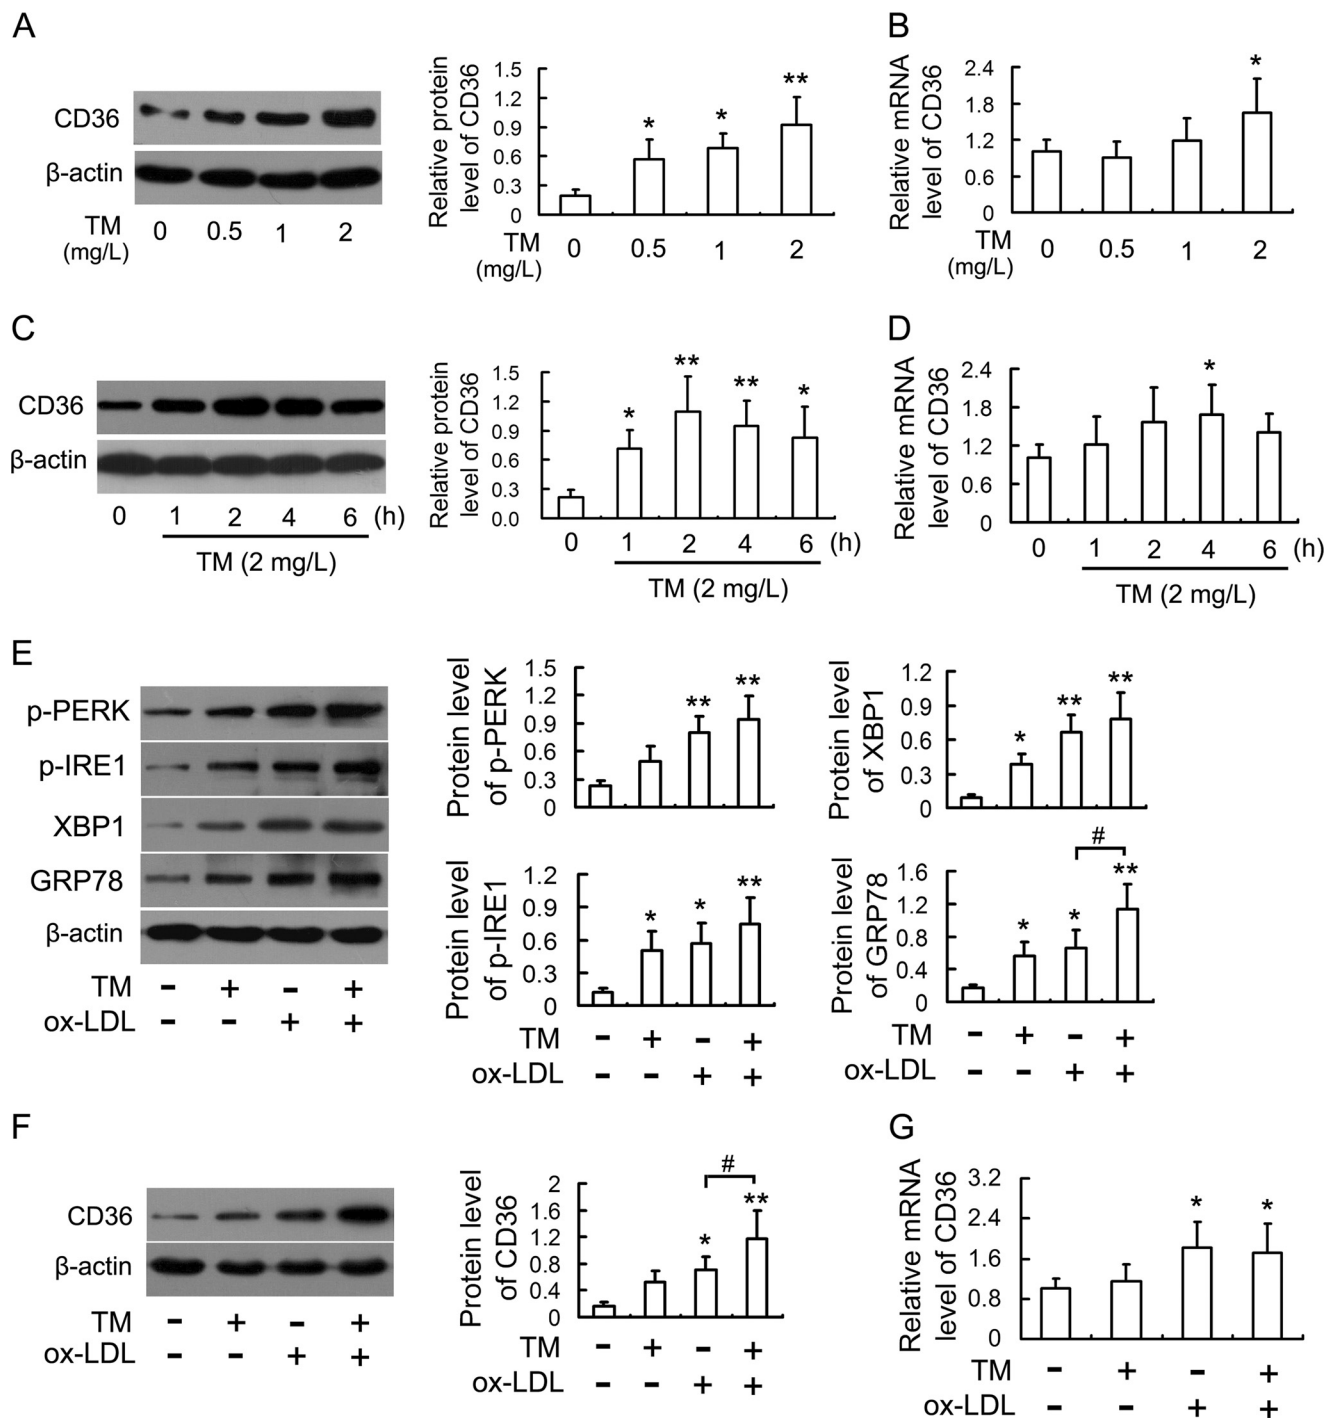 A
CD36
β-actin
TM
(mg/L)
0 0.5 1 2
Relative protein
level of CD36
1.5
1.2
0.9
0.6
0.3
0
* * **
TM
(mg/L)
0 0.5 1 2
B
Relative mRNA
level of CD36
2.4
1.8
1.2
0.6
0
*
TM
(mg/L)
0 0.5 1 2
C
CD36
β-actin
0 1 2 4 6 (h)
TM (2 mg/L)
Relative protein
level of CD36
1.5
1.2
0.9
0.6
0.3
0.0
* ** ** *
0 1 2 4 6 (h)
TM (2 mg/L)
D
Relative mRNA
level of CD36
2.4
1.8
1.2
0.6
0
*
0 1 2 4 6 (h)
TM (2 mg/L)
E
p-PERK
p-IRE1
XBP1
GRP78
β-actin
TM - + - +
ox-LDL - - + +
Protein level
of p-PERK
1.5
1.2
0.9
0.6
0.3
0
** **
Protein level
of XBP1
1.2
0.9
0.6
0.3
0
* ** **
Protein level
of p-IRE1
1.2
0.9
0.6
0.3
0
* * **
TM - + - +
ox-LDL - - + +
Protein level
of GRP78
1.6
1.2
0.8
0.4
0
#
* * **
TM - + - +
ox-LDL - - + +
F
CD36
β-actin
TM - + - +
ox-LDL - - + +
Protein level
of CD36
2
1.6
1.2
0.8
0.4
0
#
* **
TM - + - +
ox-LDL - - + +
G
Relative mRNA
level of CD36
3.2
2.4
1.6
0.8
0
* *
TM - + - +
ox-LDL - - + +